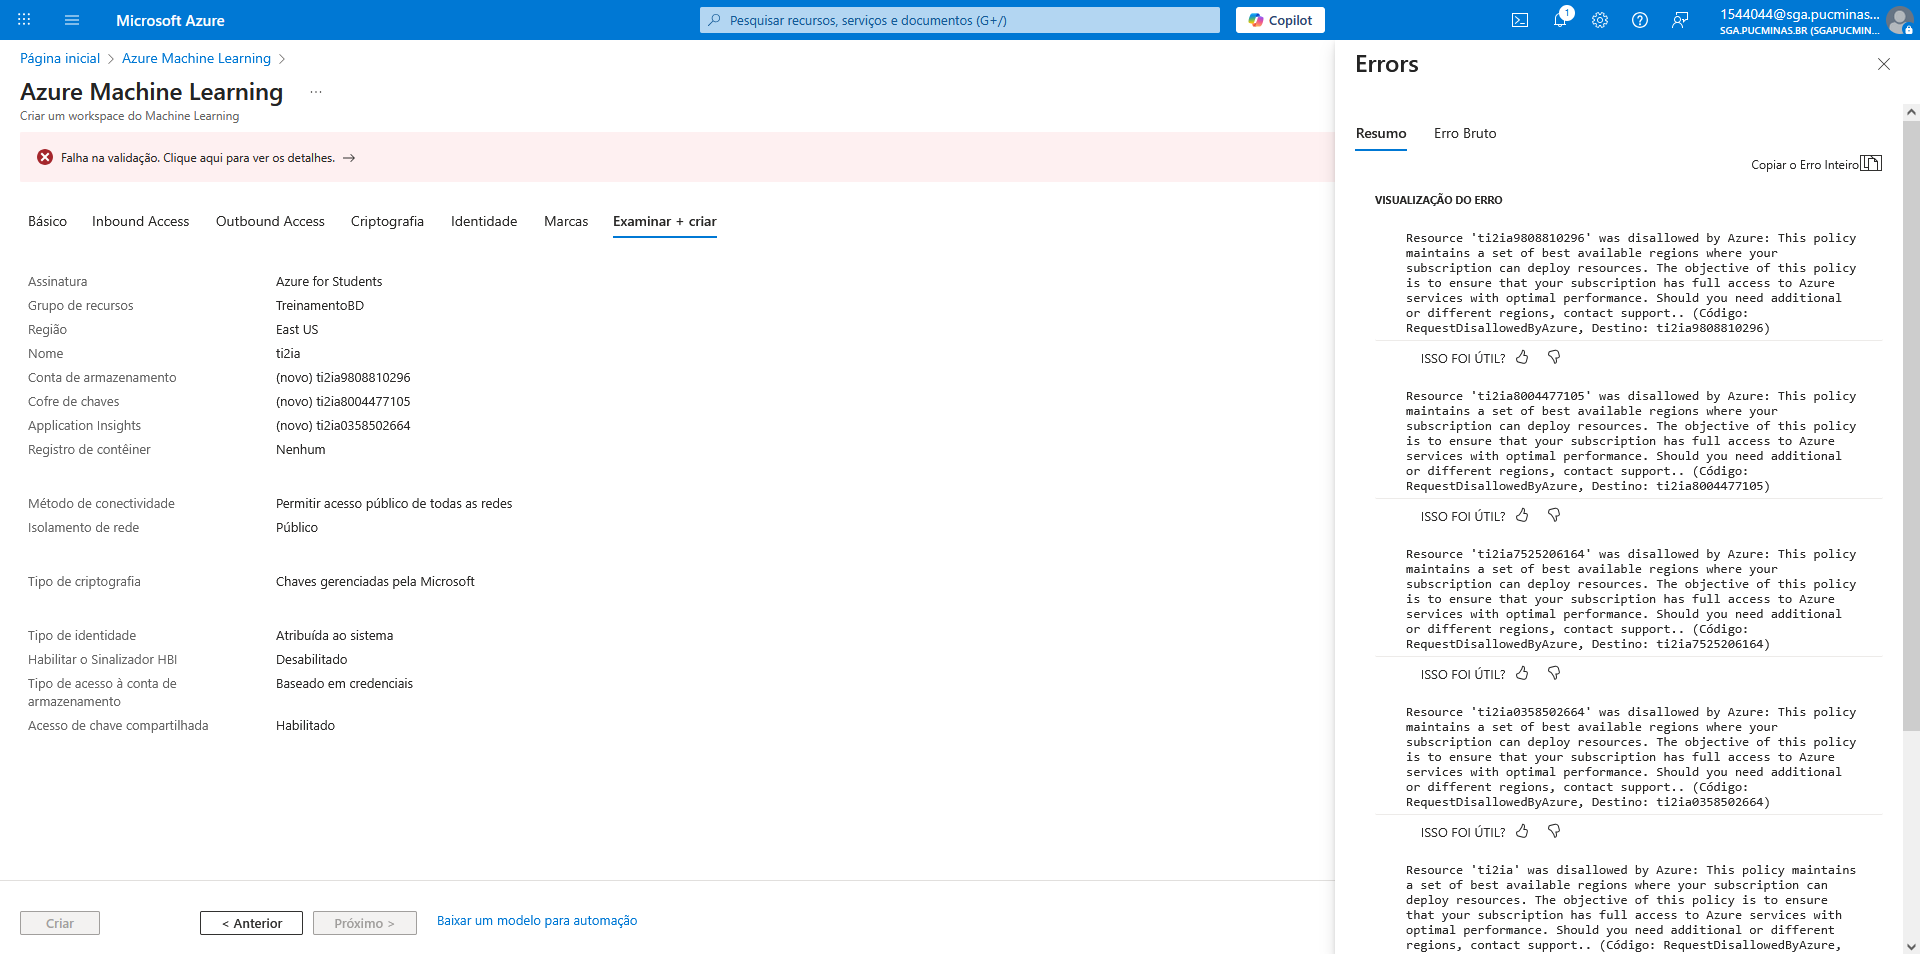 Microsoft Azure
Pesquisar recursos, serviços e documentos (G+/)
Copilot
1
1544044@sga.pucminas...
SGA.PUCMINAS.BR (SGAPUCMIN...
Página inicial > Azure Machine Learning >
Azure Machine Learning ...
Criar um workspace do Machine Learning
Falha na validação. Clique aqui para ver os detalhes. →
Básico Inbound Access Outbound Access Criptografia Identidade Marcas Examinar + criar
Assinatura Azure for Students
Grupo de recursos TreinamentoBD
Região East US
Nome ti2ia
Conta de armazenamento (novo) ti2ia9808810296
Cofre de chaves (novo) ti2ia8004477105
Application Insights (novo) ti2ia0358502664
Registro de contêiner Nenhum
Método de conectividade Permitir acesso público de todas as redes
Isolamento de rede Público
Tipo de criptografia Chaves gerenciadas pela Microsoft
Tipo de identidade Atribuída ao sistema
Habilitar o Sinalizador HBI Desabilitado
Tipo de acesso à conta de Baseado em credenciais
armazenamento
Acesso de chave compartilhada Habilitado
Criar < Anterior Próximo > Baixar um modelo para automação
Errors
Resumo Erro Bruto
Copiar o Erro Inteiro
VISUALIZAÇÃO DO ERRO
Resource 'ti2ia9808810296' was disallowed by Azure: This policy
maintains a set of best available regions where your
subscription can deploy resources. The objective of this policy
is to ensure that your subscription has full access to Azure
services with optimal performance. Should you need additional
or different regions, contact support.. (Código:
RequestDisallowedByAzure, Destino: ti2ia9808810296)
ISSO FOI ÚTIL?
Resource 'ti2ia8004477105' was disallowed by Azure: This policy
maintains a set of best available regions where your
subscription can deploy resources. The objective of this policy
is to ensure that your subscription has full access to Azure
services with optimal performance. Should you need additional
or different regions, contact support.. (Código:
RequestDisallowedByAzure, Destino: ti2ia8004477105)
ISSO FOI ÚTIL?
Resource 'ti2ia7525206164' was disallowed by Azure: This policy
maintains a set of best available regions where your
subscription can deploy resources. The objective of this policy
is to ensure that your subscription has full access to Azure
services with optimal performance. Should you need additional
or different regions, contact support.. (Código:
RequestDisallowedByAzure, Destino: ti2ia7525206164)
ISSO FOI ÚTIL?
Resource 'ti2ia0358502664' was disallowed by Azure: This policy
maintains a set of best available regions where your
subscription can deploy resources. The objective of this policy
is to ensure that your subscription has full access to Azure
services with optimal performance. Should you need additional
or different regions, contact support.. (Código:
RequestDisallowedByAzure, Destino: ti2ia0358502664)
ISSO FOI ÚTIL?
Resource 'ti2ia' was disallowed by Azure: This policy maintains
a set of best available regions where your subscription can
deploy resources. The objective of this policy is to ensure
that your subscription has full access to Azure services with
optimal performance. Should you need additional or different
regions, contact support.. (Código: RequestDisallowedByAzure,